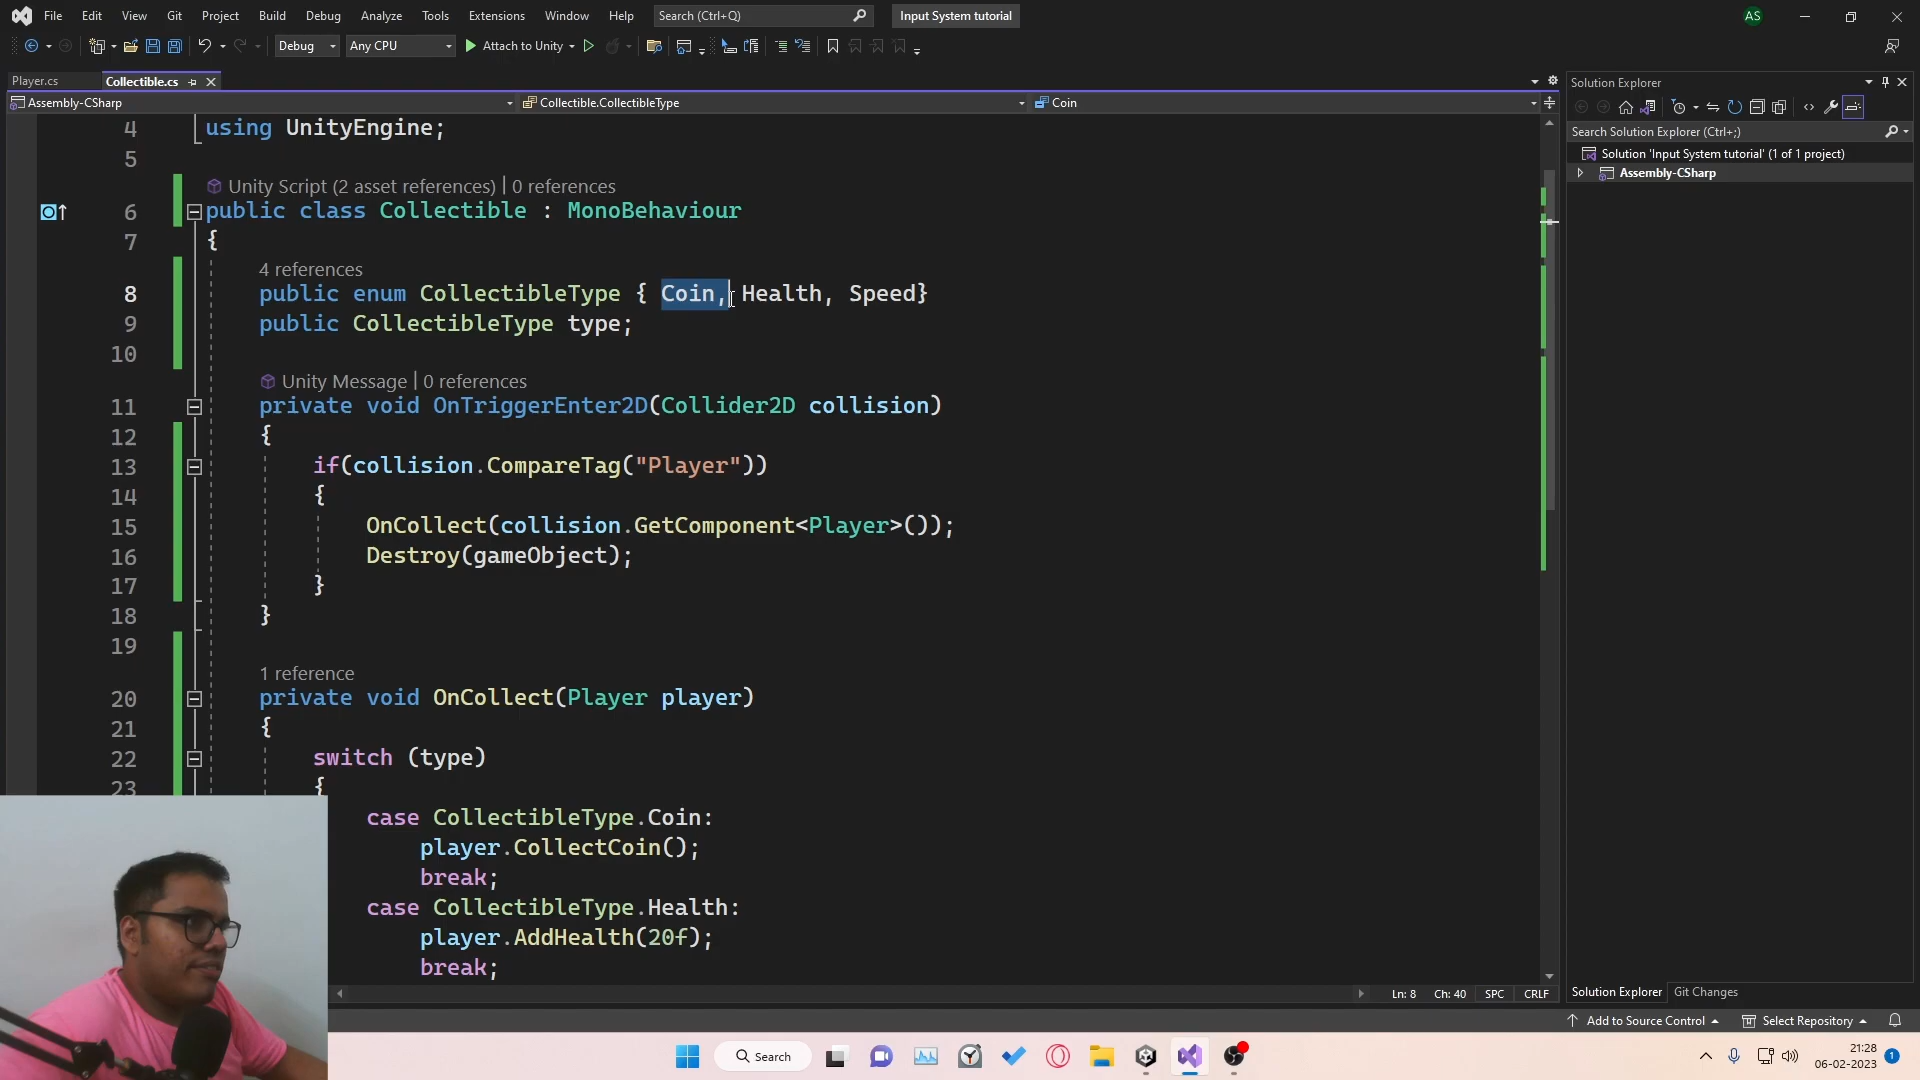 File Edit View Git Project Build Debug Analyze Tools Extensions Window Help Search (Ctrl+Q) Input System tutorial AS
Debug Any CPU Attach to Unity
Player.cs Collectible.cs
Assembly-CSharp Collectible.CollectibleType Coin
4 using UnityEngine;
5
Unity Script (2 asset references) | 0 references
6 public class Collectible : MonoBehaviour
7 {
4 references
8 public enum CollectibleType { Coin, Health, Speed}
9 public CollectibleType type;
10
Unity Message | 0 references
11 private void OnTriggerEnter2D(Collider2D collision)
12 {
13 if(collision.CompareTag("Player"))
14 {
15 OnCollect(collision.GetComponent<Player>());
16 Destroy(gameObject);
17 }
18 }
19
1 reference
20 private void OnCollect(Player player)
21 {
22 switch (type)
23 {
case CollectibleType.Coin:
player.CollectCoin();
break;
case CollectibleType.Health:
player.AddHealth(20f);
break;
Ln: 8 Ch: 40 SPC CRLF
Solution Explorer
Search Solution Explorer (Ctrl+;)
Solution 'Input System tutorial' (1 of 1 project)
Assembly-CSharp
Solution Explorer Git Changes
Add to Source Control Select Repository
Search
21:28
06-02-2023
1